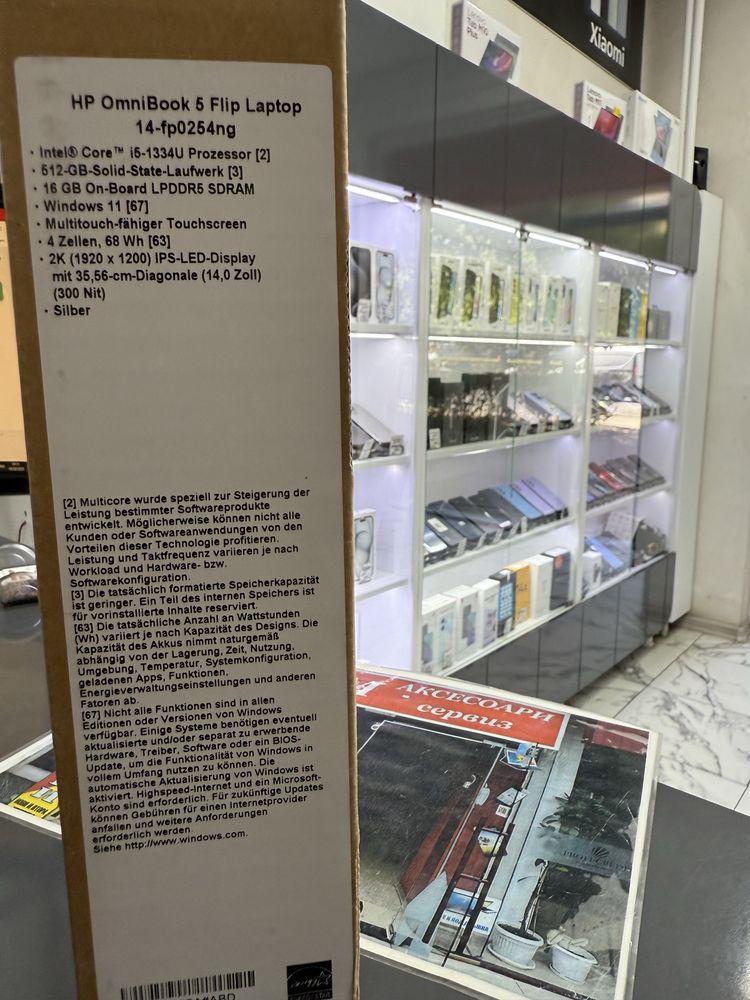 HP OmniBook 5 Flip Laptop
14-fp0254ng
· Intel® Core™ i5-1334U Prozessor [2]
· 512-GB-Solid-State-Laufwerk [3]
· 16 GB On-Board LPDDR5 SDRAM
· Windows 11 [67]
· Multitouch-fähiger Touchscreen
· 4 Zellen, 68 Wh [63]
· 2K (1920 x 1200) IPS-LED-Display
mit 35,56-cm-Diagonale (14,0 Zoll)
(300 Nit)
· Silber
[2] Multicore wurde speziell zur Steigerung der
Leistung bestimmter Softwareprodukte
entwickelt. Möglicherweise können nicht alle
Kunden oder Softwareanwendungen von den
Vorteilen dieser Technologie profitieren.
Leistung und Taktfrequenz variieren je nach
Workload und Hardware- bzw.
Softwarekonfiguration.
[3] Die tatsächlich formatierte Speicherkapazität
ist geringer. Ein Teil des internen Speichers ist
für vorinstallierte Inhalte reserviert.
[63] Die tatsächliche Anzahl an Wattstunden
(Wh) variiert je nach Kapazität des Designs. Die
Kapazität des Akkus nimmt naturgemäß
abhängig von der Lagerung, Zeit, Nutzung,
Umgebung, Temperatur, Systemkonfiguration,
geladenen Apps, Funktionen,
Energieverwaltungseinstellungen und anderen
Fatoren ab.
[67] Nicht alle Funktionen sind in allen
Editionen oder Versionen von Windows
verfügbar. Einige Systeme benötigen eventuell
aktualisierte und/oder separat zu erwerbende
Hardware, Treiber, Software oder ein BIOS-
Update, um die Funktionalität von Windows in
vollem Umfang nutzen zu können. Die
automatische Aktualisierung von Windows ist
aktiviert. Highspeed-Internet und ein Microsoft-
Konto sind erforderlich. Für zukünftige Updates
können Gebühren für einen Internetprovider
anfallen und weitere Anforderungen
erforderlich werden.
Siehe http://www.windows.com.
Xiaomi
Lenovo
Tab M10
Plus
АКСЕСОАРИ
сервиз